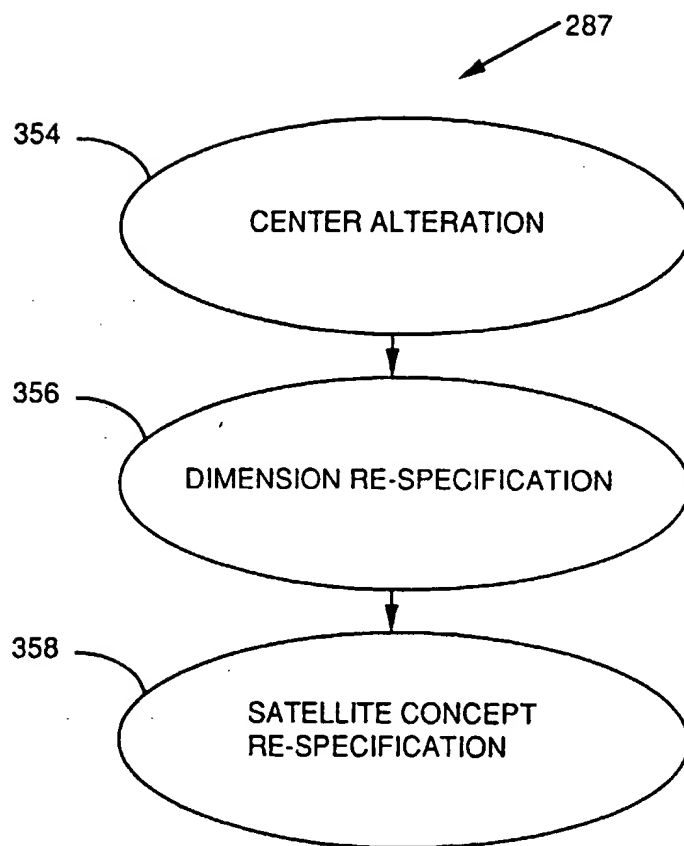 287
354
CENTER ALTERATION
356
DIMENSION RE-SPECIFICATION
358
SATELLITE CONCEPT
RE-SPECIFICATION